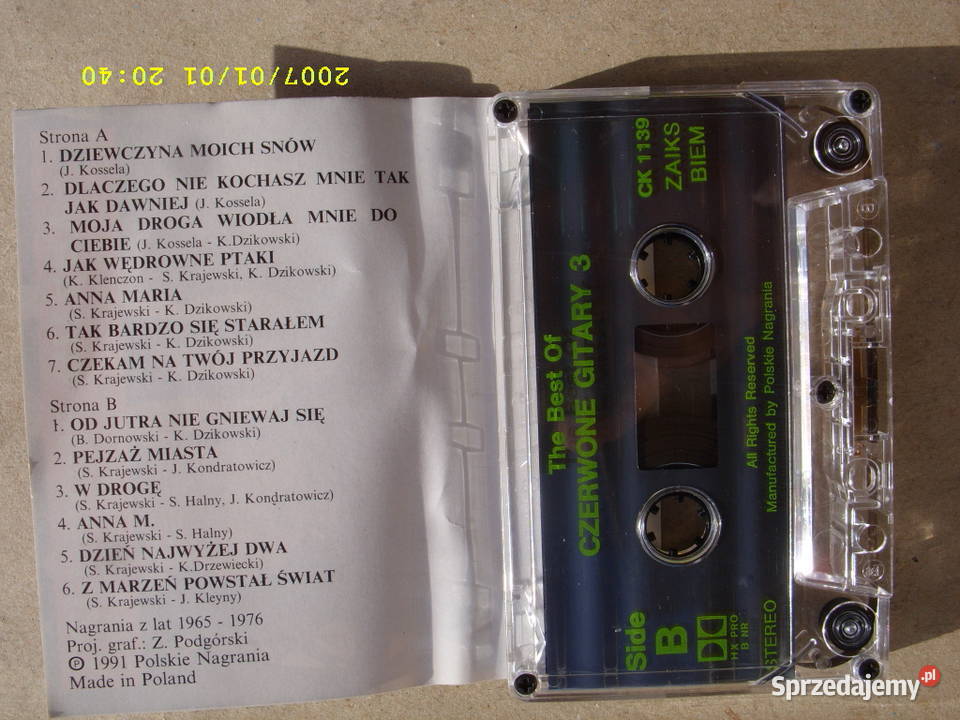 2007/01/01 20:40
Strona A
1. DZIEWCZYNA MOICH SNÓW
(J. Kossela)
2. DLACZEGO NIE KOCHASZ MNIE TAK
JAK DAWNIEJ (J. Kossela)
3. MOJA DROGA WIODŁA MNIE DO
CIEBIE (J. Kossela - K.Dzikowski)
4. JAK WĘDROWNE PTAKI
(K. Klenczon - S. Krajewski, K. Dzikowski)
5. ANNA MARIA
(S. Krajewski - K. Dzikowski)
6. TAK BARDZO SIĘ STARAŁEM
(S. Krajewski - K. Dzikowski)
7. CZEKAM NA TWÓJ PRZYJAZD
(S. Krajewski - K. Dzikowski)
Strona B
1. OD JUTRA NIE GNIEWAJ SIĘ
(B. Dornowski - K. Dzikowski)
2. PEJZAŻ MIASTA
(S. Krajewski - J. Kondratowicz)
3. W DROGĘ
(S. Krajewski - S. Halny, J. Kondratowicz)
4. ANNA M.
(S. Krajewski - S. Halny)
5. DZIEŃ NAJWYŻEJ DWA
(S. Krajewski - K.Drzewiecki)
6. Z MARZEŃ POWSTAŁ ŚWIAT
(S. Krajewski - J. Kleyny)
Nagrania z lat 1965 - 1976
Proj. graf.: Z. Podgórski
Ⓟ 1991 Polskie Nagrania
Made in Poland
The Best Of
CZERWONE GITARY 3
CK 1139
ZAIKS
BIEM
All Rights Reserved
Manufactured by Polskie Nagrania
Side
B
HX PRO
B NR
STEREO
Sprzedajemy.pl